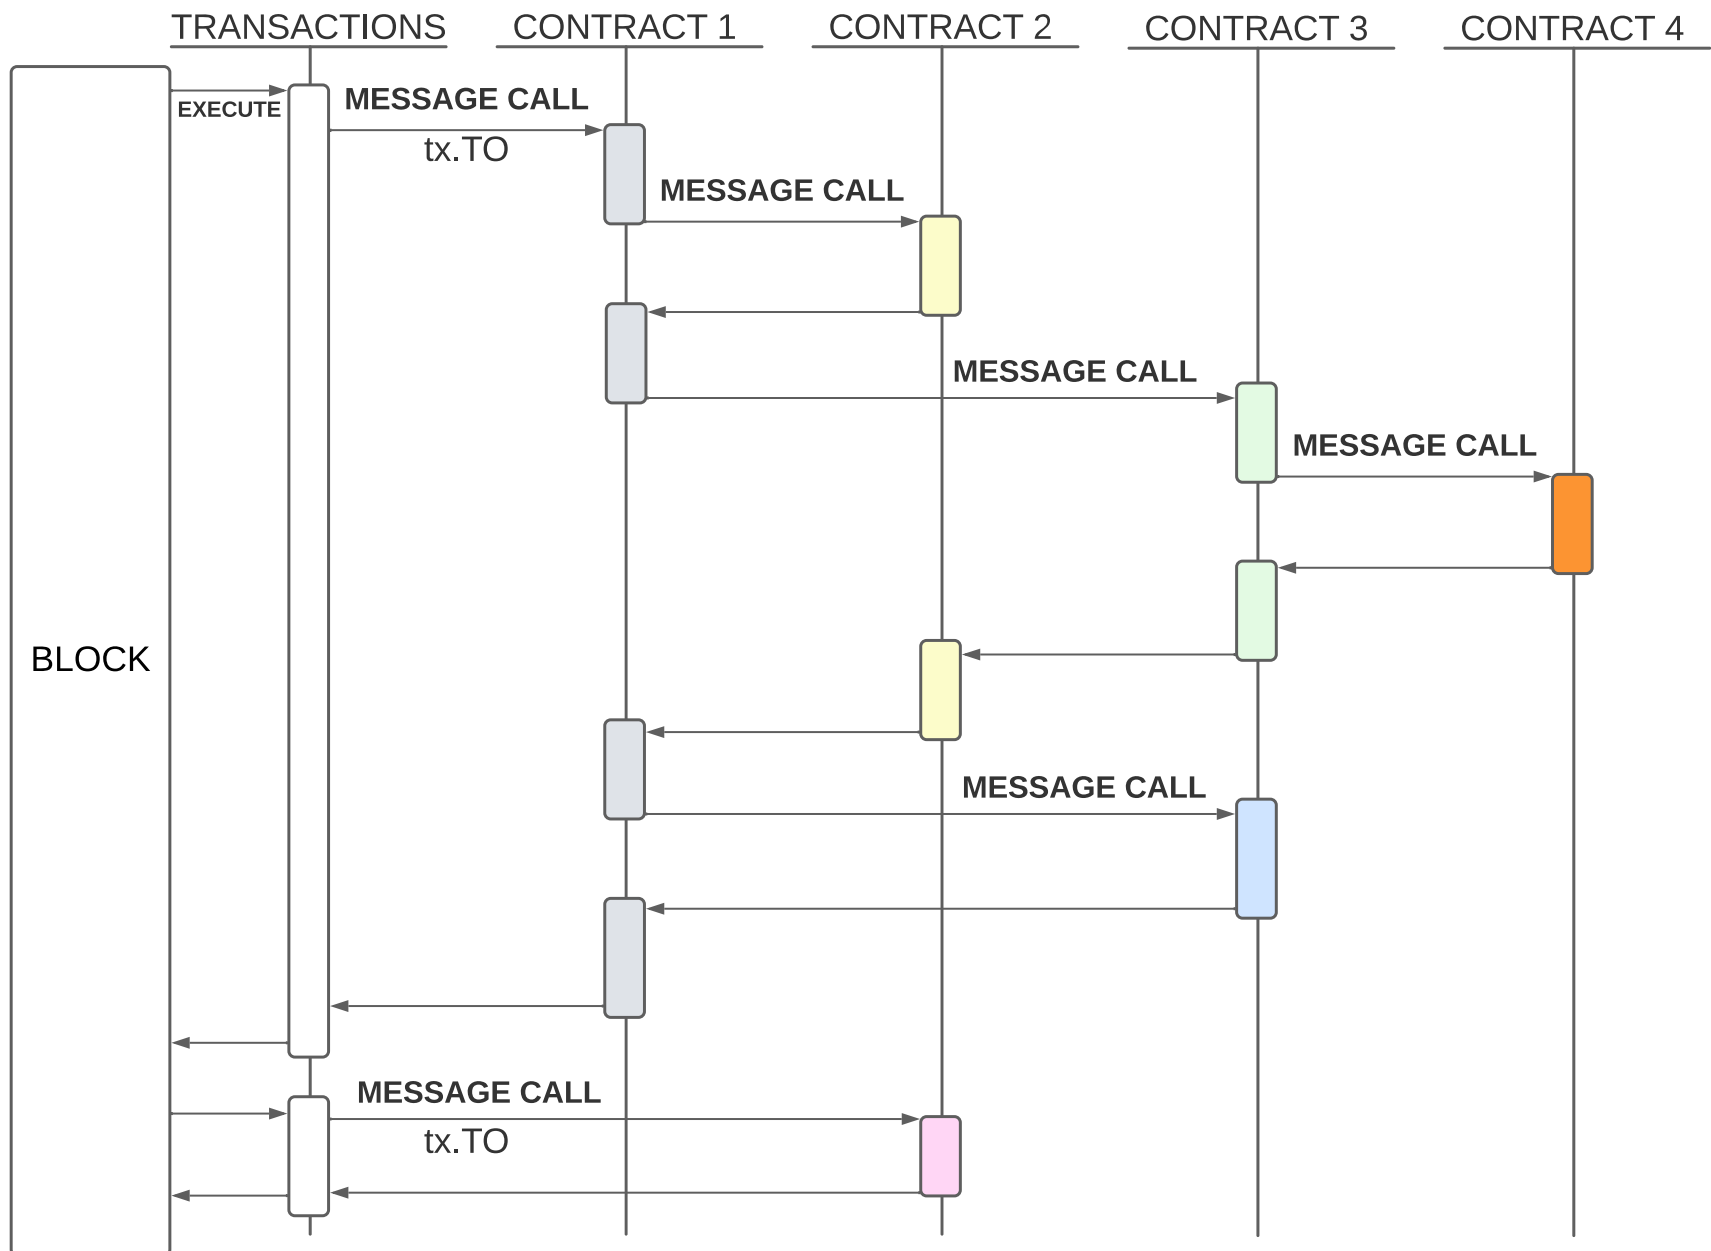 TRANSACTIONS
CONTRACT 1
CONTRACT 2
CONTRACT 3
CONTRACT 4
EXECUTE
MESSAGE CALL
tx.TO
MESSAGE CALL
MESSAGE CALL
MESSAGE CALL
BLOCK
MESSAGE CALL
MESSAGE CALL
tx.TO